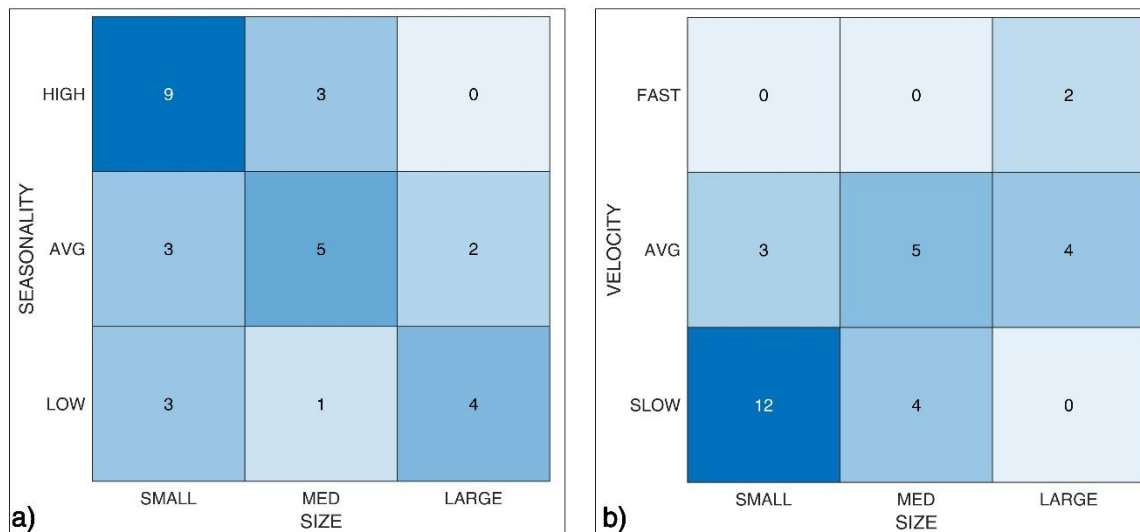 HIGH 9 3 0
SEASONALITY
AVG 3 5 2
LOW 3 1 4
SMALL MED LARGE
SIZE
a)
FAST 0 0 2
VELOCITY
AVG 3 5 4
SLOW 12 4 0
SMALL MED LARGE
SIZE
b)